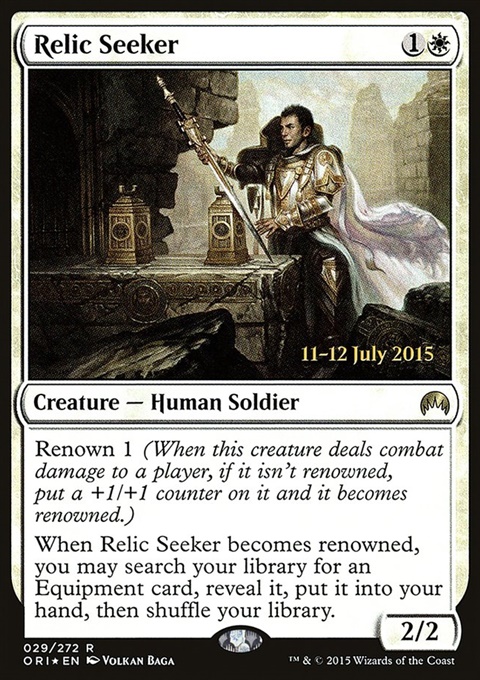 Relic Seeker 1
11–12 July 2015
Creature — Human Soldier
Renown 1 (When this creature deals combat
damage to a player, if it isn't renowned,
put a +1/+1 counter on it and it becomes
renowned.)
When Relic Seeker becomes renowned,
you may search your library for an
Equipment card, reveal it, put it into your
hand, then shuffle your library.
2/2
029/272 R
ORI★EN Volkan Baga
™ & © 2015 Wizards of the Coast